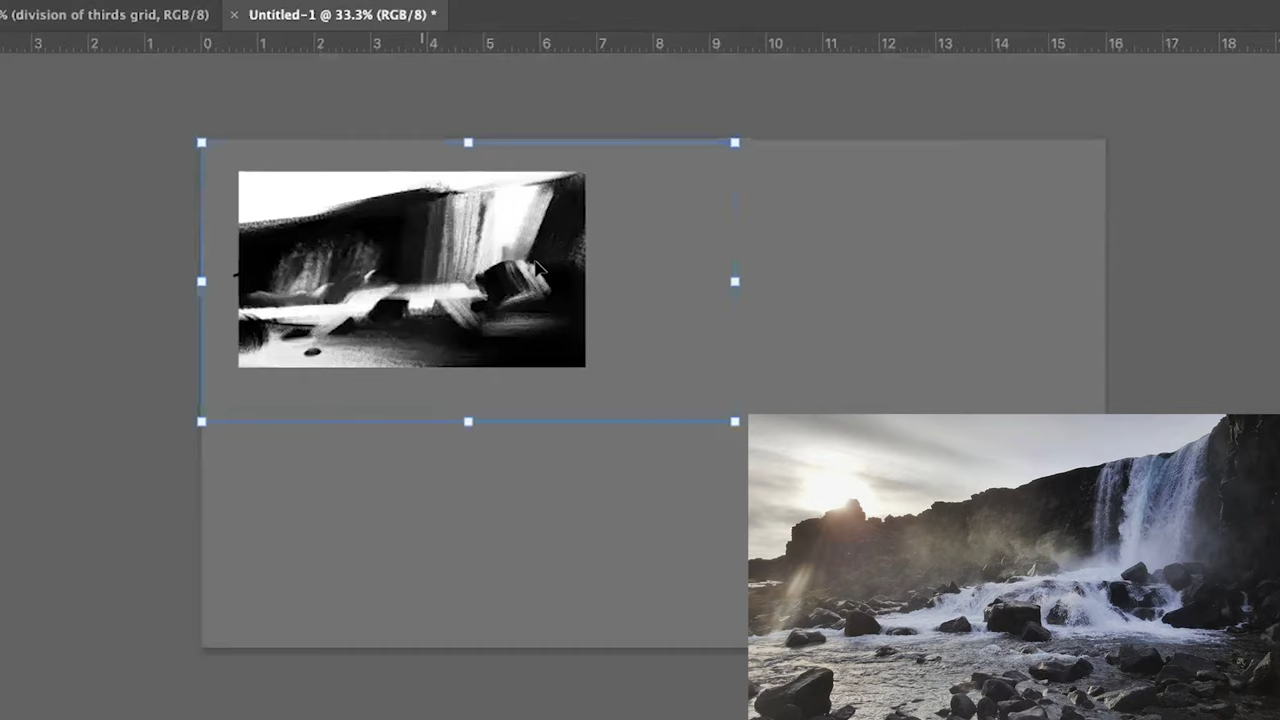 % (division of thirds grid, RGB/8) × Untitled-1 @ 33.3% (RGB/8) *
3 2 1 0 1 2 3 4 5 6 7 8 9 10 11 12 13 14 15 16 17 18